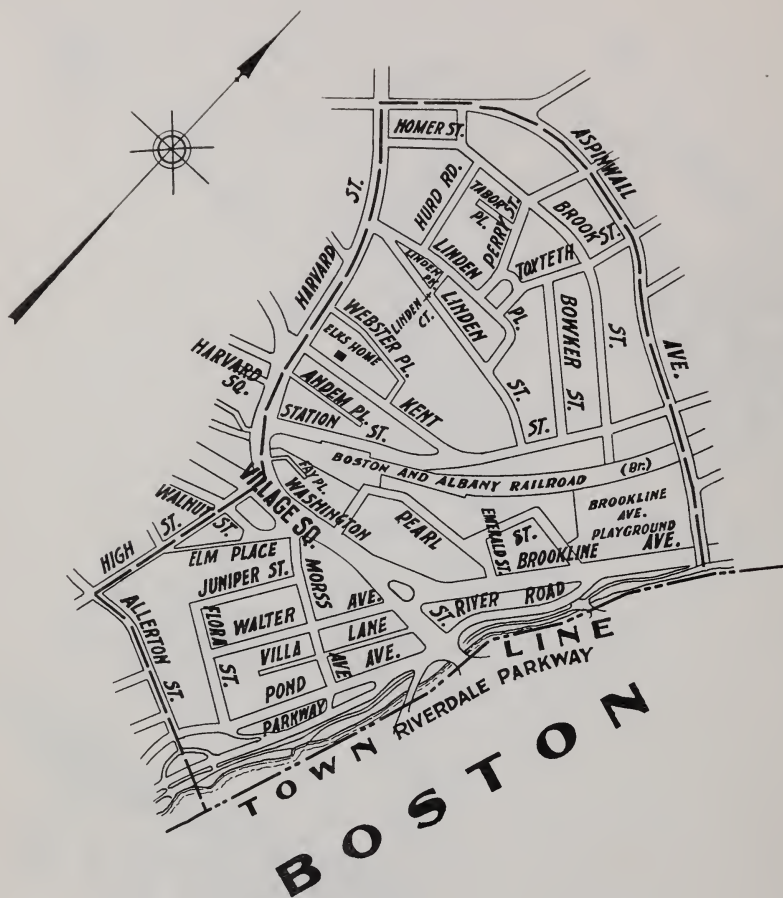 HOMER ST.
ASPINWALL
AVE.
HARVARD
ST.
HURD RD.
TABOR
PL.
PERRY ST.
BROOK
ST.
LINDEN
PL.
TOXTETH
ST.
LINDEN PK.
LINDEN
CT.
LINDEN
ST.
BOWKER
ST.
WEBSTER PL.
ELKS HOME
HARVARD
SQ.
ANDEM PL.
KENT
ST.
STATION
ST.
BOSTON AND ALBANY RAILROAD (Br.)
FAY PL.
VILLAGE SQ.
WASHINGTON
ST.
WALNUT
ST.
HIGH
ST.
PEARL
ST.
EMERALD ST.
BROOKLINE
AVE.
BROOKLINE
AVE.
PLAYGROUND
ELM PLACE
JUNIPER ST.
MORSS
AVE.
RIVER ROAD
ALLERTON
ST.
FLORA
ST.
WALTER
AVE.
VILLA
LANE
POND
AVE.
PARKWAY
TOWN LINE
RIVERDALE PARKWAY
BOSTON